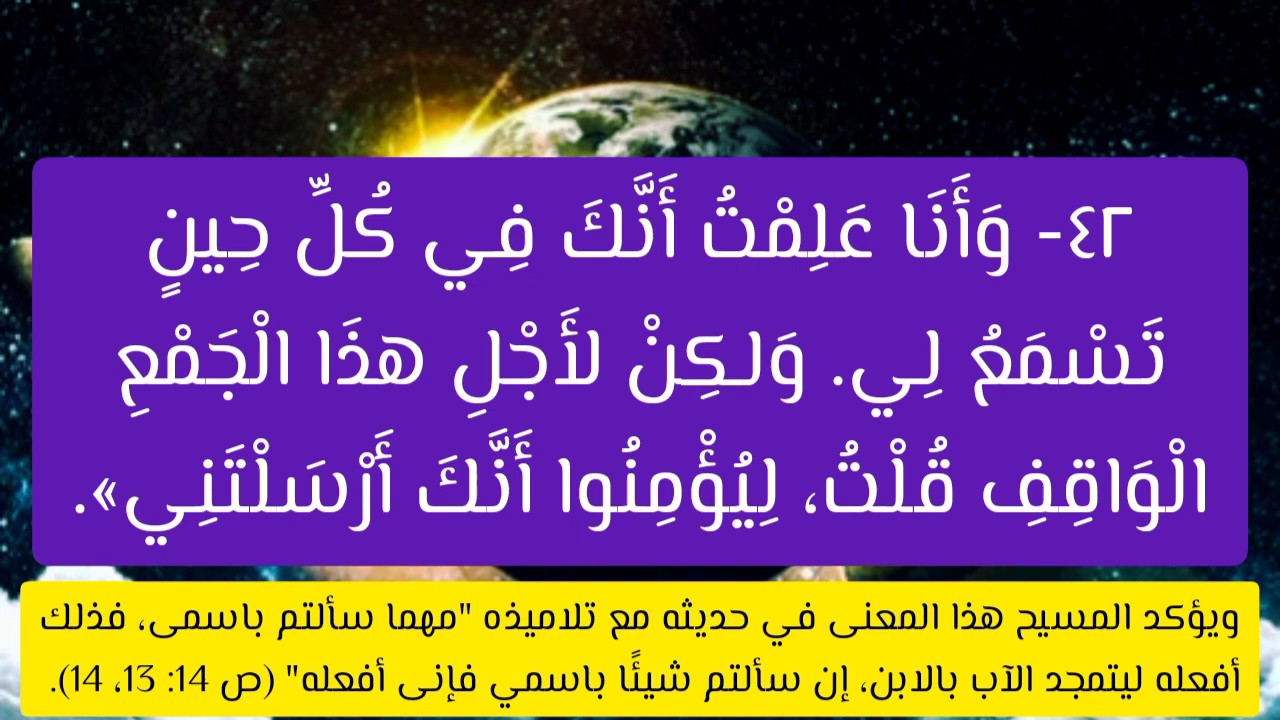 ٤٢- وَأَنَا عَلِمْتُ أَنَّكَ فِي كُلِّ حِينٍ
تَسْمَعُ لِي. وَلكِنْ لأَجْلِ هذَا الْجَمْعِ
الْوَاقِفِ قُلْتُ، لِيُؤْمِنُوا أَنَّكَ أَرْسَلْتَنِي».
ويؤكد المسيح هذا المعنى في حديثه مع تلاميذه "مهما سألتم باسمى، فذلك
أفعله ليتمجد الآب بالابن، إن سألتم شيئًا باسمي فإنى أفعله" (ص 14: 13، 14).